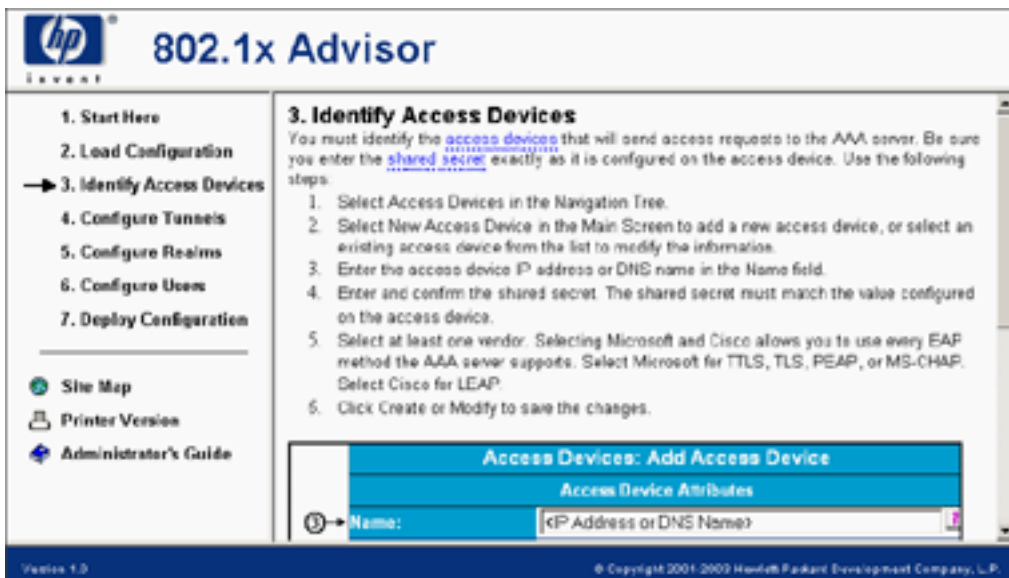 hp
invent
802.1x Advisor
1. Start Here
2. Load Configuration
3. Identify Access Devices
4. Configure Tunnels
5. Configure Realms
6. Configure Users
7. Deploy Configuration
Site Map
Printer Version
Administrator's Guide
3. Identify Access Devices
You must identify the access devices that will send access requests to the AAA server. Be sure
you enter the shared secret exactly as it is configured on the access device. Use the following
steps:
1. Select Access Devices in the Navigation Tree.
2. Select New Access Device in the Main Screen to add a new access device, or select an
existing access device from the list to modify the information.
3. Enter the access device IP address or DNS name in the Name field.
4. Enter and confirm the shared secret. The shared secret must match the value configured
on the access device.
5. Select at least one vendor. Selecting Microsoft and Cisco allows you to use every EAP
method the AAA server supports. Select Microsoft for TTLS, TLS, PEAP, or MS-CHAP.
Select Cisco for LEAP.
6. Click Create or Modify to save the changes.
Access Devices: Add Access Device
Access Device Attributes
3 Name: <IP Address or DNS Name> ?
Version 1.0
© Copyright 2001-2003 Hewlett Packard Development Company, L.P.